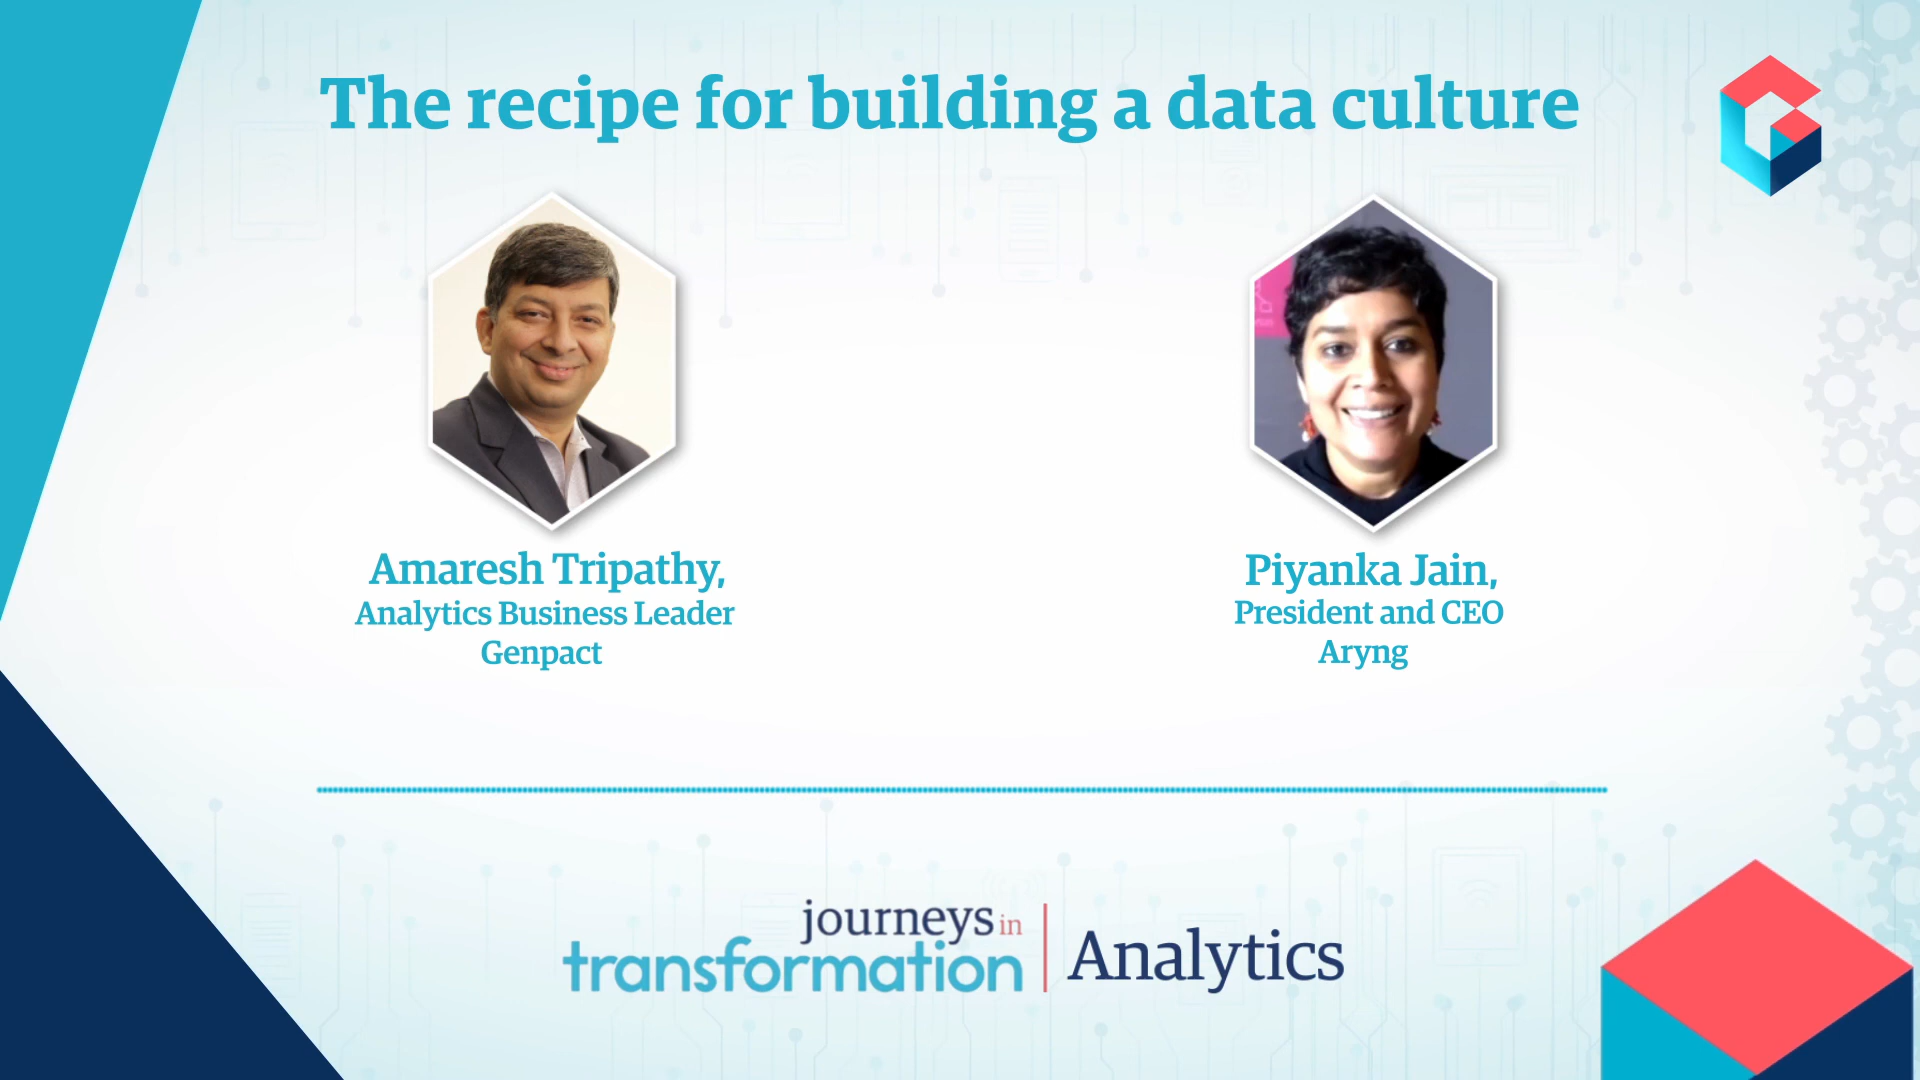 The recipe for building a data culture
Amaresh Tripathy,
Analytics Business Leader
Genpact
Piyanka Jain,
President and CEO
Aryng
journeys in
transformation
Analytics